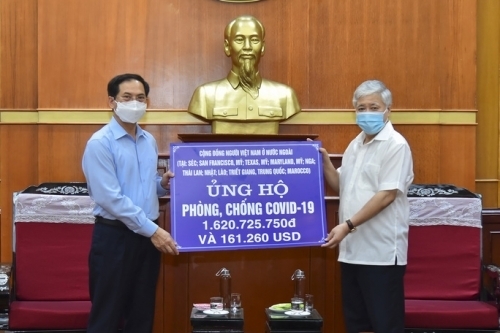 CỘNG ĐỒNG NGƯỜI VIỆT NAM Ở NƯỚC NGOÀI
(TẠI: SÉC; SAN FRANCISCO, MỸ; TEXAS, MỸ; MARYLAND, MỸ; NGA;
THÁI LAN; NHẬT; LÀO; TRIẾT GIANG, TRUNG QUỐC; MAROCCO)
ỦNG HỘ
PHÒNG, CHỐNG COVID-19
1.620.725.750đ
VÀ 161.260 USD